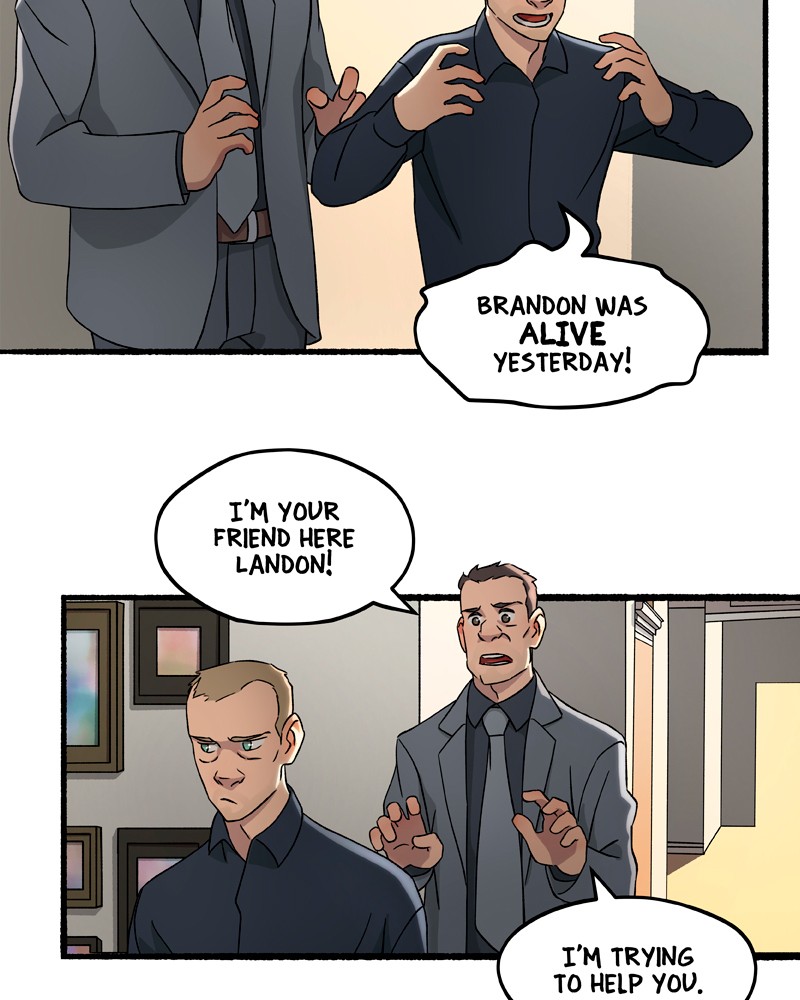 BRANDON WAS
ALIVE
YESTERDAY!
I'M YOUR
FRIEND HERE
LANDON!
I'M TRYING
TO HELP YOU.